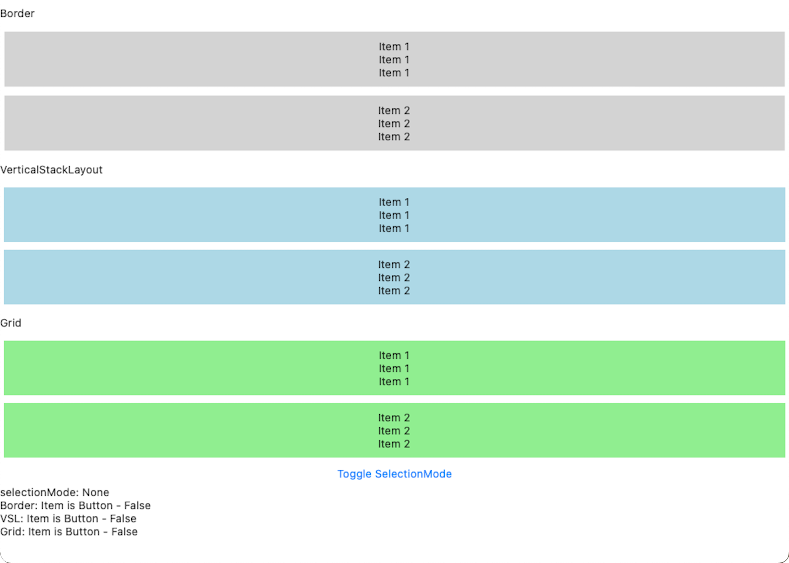 Border
Item 1
Item 1
Item 1
Item 2
Item 2
Item 2
VerticalStackLayout
Item 1
Item 1
Item 1
Item 2
Item 2
Item 2
Grid
Item 1
Item 1
Item 1
Item 2
Item 2
Item 2
Toggle SelectionMode
selectionMode: None
Border: Item is Button - False
VSL: Item is Button - False
Grid: Item is Button - False